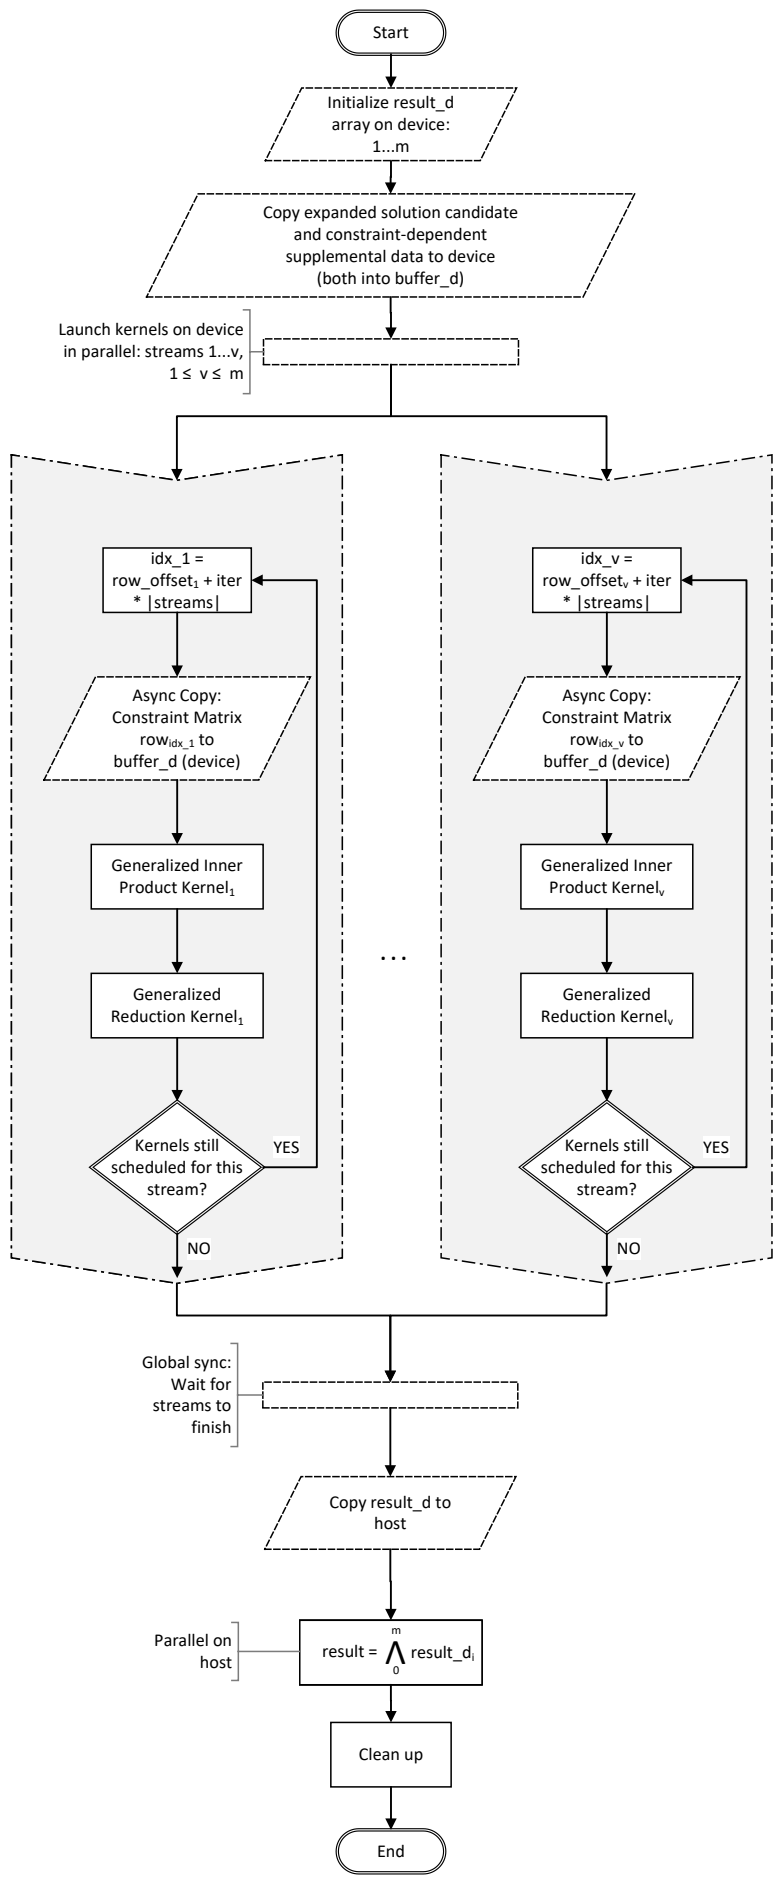 Start
Initialize result_d
array on device:
1...m
Copy expanded solution candidate
and constraint-dependent
supplemental data to device
(both into buffer_d)
Launch kernels on device
in parallel: streams 1...v,
1 ≤ v ≤ m
idx_1 =
row_offset₁ + iter
* |streams|
Async Copy:
Constraint Matrix
row_idx_1 to
buffer_d (device)
Generalized Inner
Product Kernel₁
Generalized
Reduction Kernel₁
Kernels still
scheduled for this
stream?
YES
NO
...
idx_v =
row_offsetᵥ + iter
* |streams|
Async Copy:
Constraint Matrix
row_idx_v to
buffer_d (device)
Generalized Inner
Product Kernelᵥ
Generalized
Reduction Kernelᵥ
Kernels still
scheduled for this
stream?
YES
NO
Global sync:
Wait for
streams to
finish
Copy result_d to
host
Parallel on
host
m
result = ⋀ result_dᵢ
0
Clean up
End